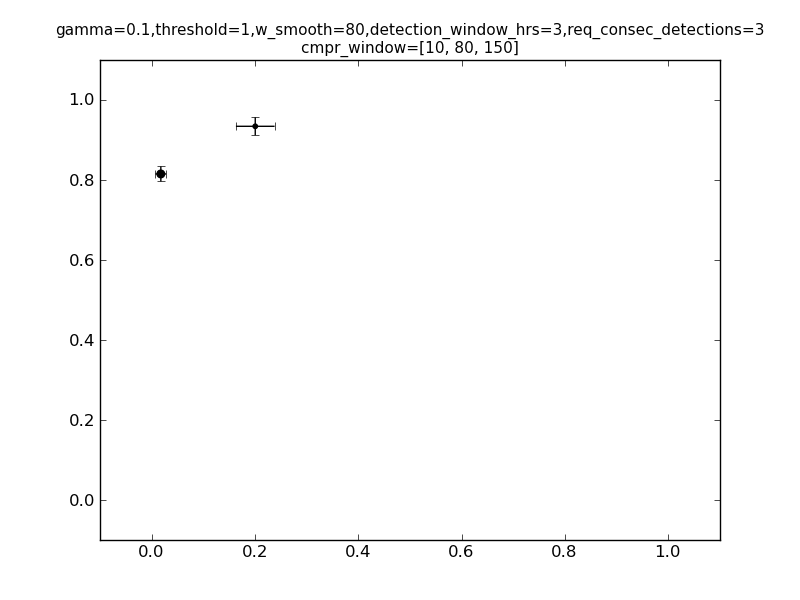 gamma=0.1,threshold=1,w_smooth=80,detection_window_hrs=3,req_consec_detections=3
cmpr_window=[10, 80, 150]
1.0
0.8
0.6
0.4
0.2
0.0
0.0 0.2 0.4 0.6 0.8 1.0